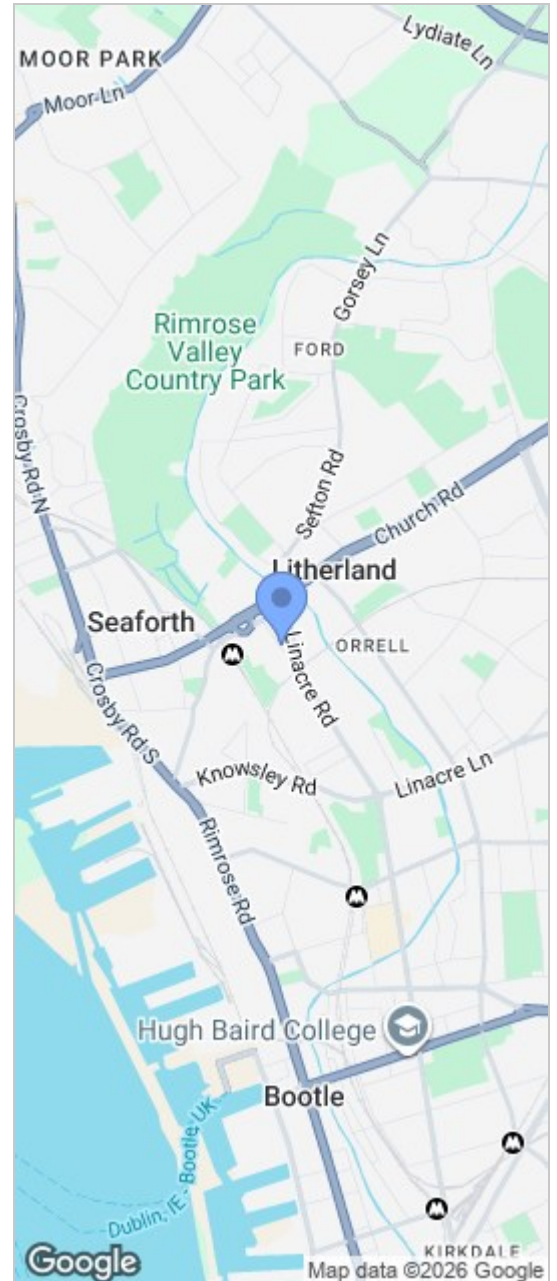 Lydiate Ln
MOOR PARK
Moor Ln
Gorsey Ln
Rimrose
Valley
Country Park
FORD
Crosby Rd N
Sefton Rd
Church Rd
Litherland
Seaforth
ORRELL
Linacre Rd
Crosby Rd S
Knowsley Rd
Linacre Ln
Rimrose Rd
Hugh Baird College
Bootle
Dublin, IE - Bootle, UK
KIRKDALE
Google
Map data ©2026 Google